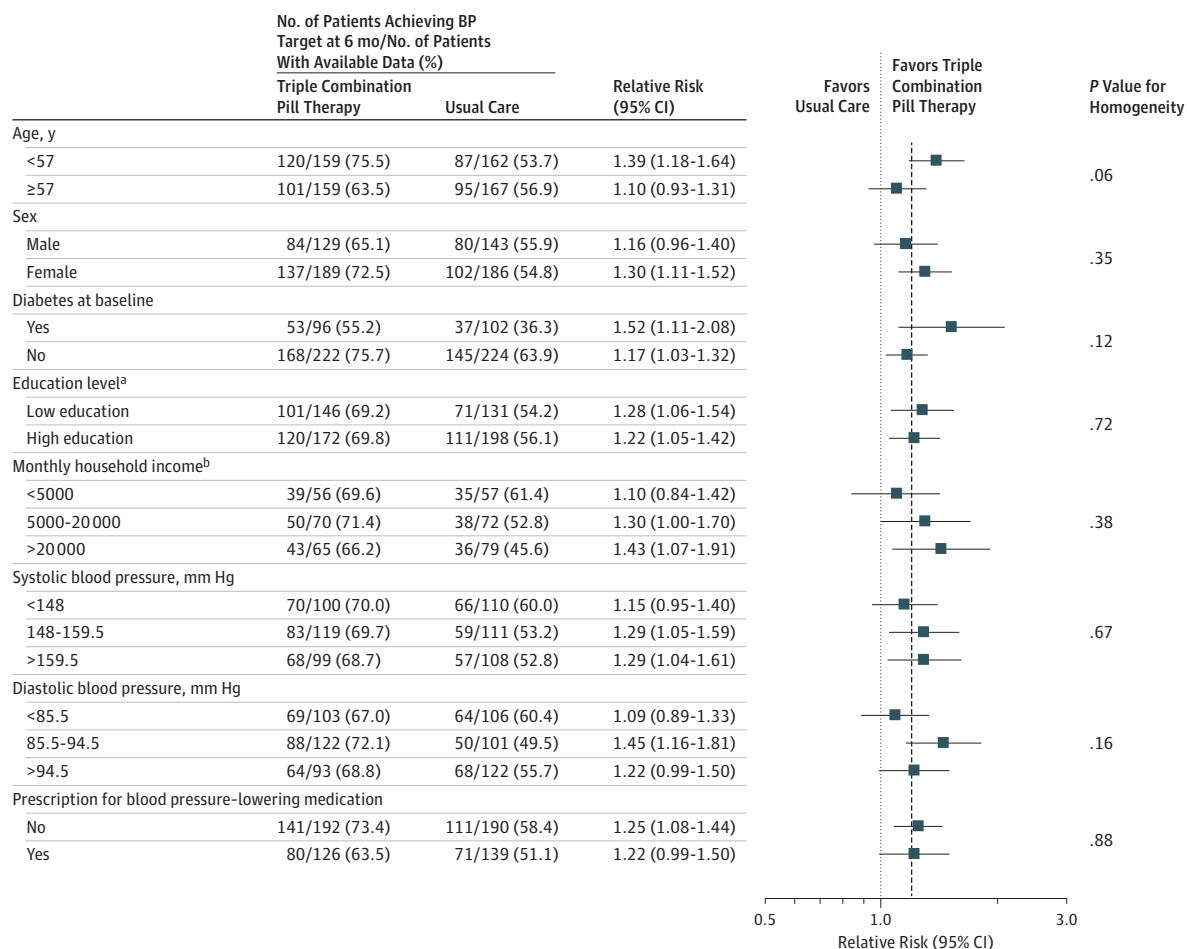 No. of Patients Achieving BP
Target at 6 mo/No. of Patients
With Available Data (%)
Triple Combination
Pill Therapy
Usual Care
Relative Risk
(95% CI)
Favors
Usual Care
Favors Triple
Combination
Pill Therapy
P Value for
Homogeneity
Age, y
<57 120/159 (75.5) 87/162 (53.7) 1.39 (1.18-1.64)
.06
≥57 101/159 (63.5) 95/167 (56.9) 1.10 (0.93-1.31)
Sex
Male 84/129 (65.1) 80/143 (55.9) 1.16 (0.96-1.40)
.35
Female 137/189 (72.5) 102/186 (54.8) 1.30 (1.11-1.52)
Diabetes at baseline
Yes 53/96 (55.2) 37/102 (36.3) 1.52 (1.11-2.08)
.12
No 168/222 (75.7) 145/224 (63.9) 1.17 (1.03-1.32)
Education levelᵃ
Low education 101/146 (69.2) 71/131 (54.2) 1.28 (1.06-1.54)
.72
High education 120/172 (69.8) 111/198 (56.1) 1.22 (1.05-1.42)
Monthly household incomeᵇ
<5000 39/56 (69.6) 35/57 (61.4) 1.10 (0.84-1.42)
5000-20 000 50/70 (71.4) 38/72 (52.8) 1.30 (1.00-1.70) .38
>20 000 43/65 (66.2) 36/79 (45.6) 1.43 (1.07-1.91)
Systolic blood pressure, mm Hg
<148 70/100 (70.0) 66/110 (60.0) 1.15 (0.95-1.40)
148-159.5 83/119 (69.7) 59/111 (53.2) 1.29 (1.05-1.59) .67
>159.5 68/99 (68.7) 57/108 (52.8) 1.29 (1.04-1.61)
Diastolic blood pressure, mm Hg
<85.5 69/103 (67.0) 64/106 (60.4) 1.09 (0.89-1.33)
85.5-94.5 88/122 (72.1) 50/101 (49.5) 1.45 (1.16-1.81) .16
>94.5 64/93 (68.8) 68/122 (55.7) 1.22 (0.99-1.50)
Prescription for blood pressure-lowering medication
No 141/192 (73.4) 111/190 (58.4) 1.25 (1.08-1.44)
.88
Yes 80/126 (63.5) 71/139 (51.1) 1.22 (0.99-1.50)
0.5 1.0 3.0
Relative Risk (95% CI)